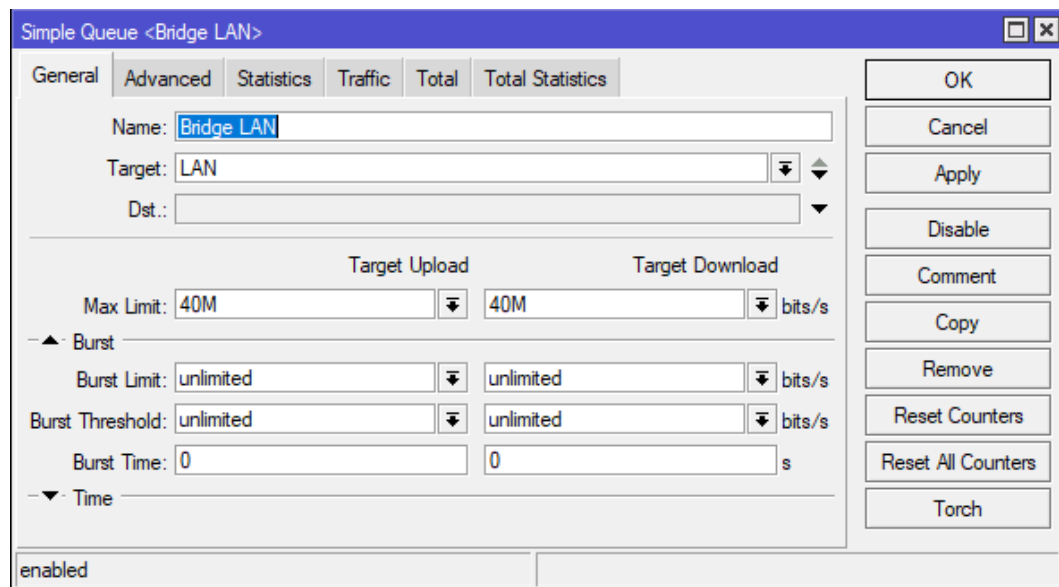 Simple Queue <Bridge LAN>
General Advanced Statistics Traffic Total Total Statistics
Name: Bridge LAN
Target: LAN
Dst.:
Target Upload Target Download
Max Limit: 40M 40M bits/s
Burst
Burst Limit: unlimited unlimited bits/s
Burst Threshold: unlimited unlimited bits/s
Burst Time: 0 0 s
Time
OK
Cancel
Apply
Disable
Comment
Copy
Remove
Reset Counters
Reset All Counters
Torch
enabled